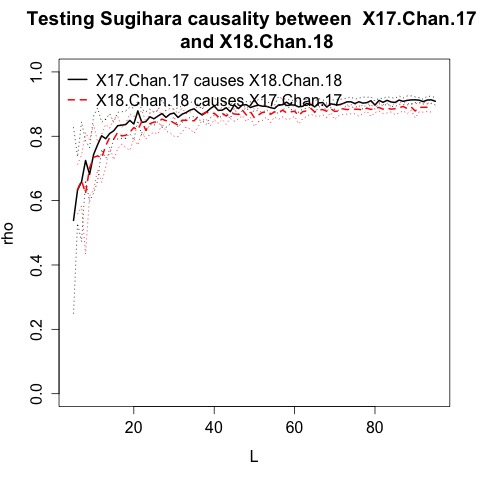 Testing Sugihara causality between X17.Chan.17
and X18.Chan.18
X17.Chan.17 causes X18.Chan.18
X18.Chan.18 causes X17.Chan.17
rho
1.0
0.8
0.6
0.4
0.2
0.0
20 40 60 80
L